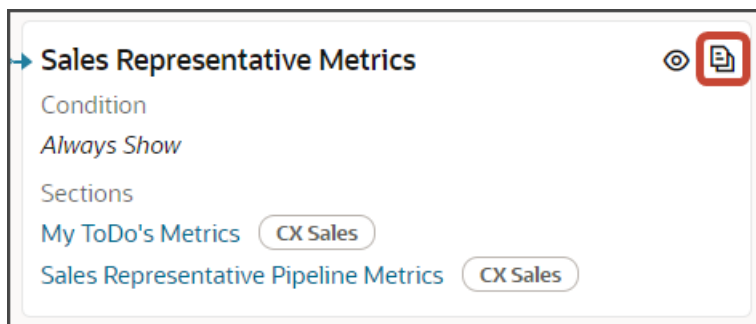 Sales Representative Metrics
Condition
Always Show
Sections
My ToDo's Metrics CX Sales
Sales Representative Pipeline Metrics CX Sales